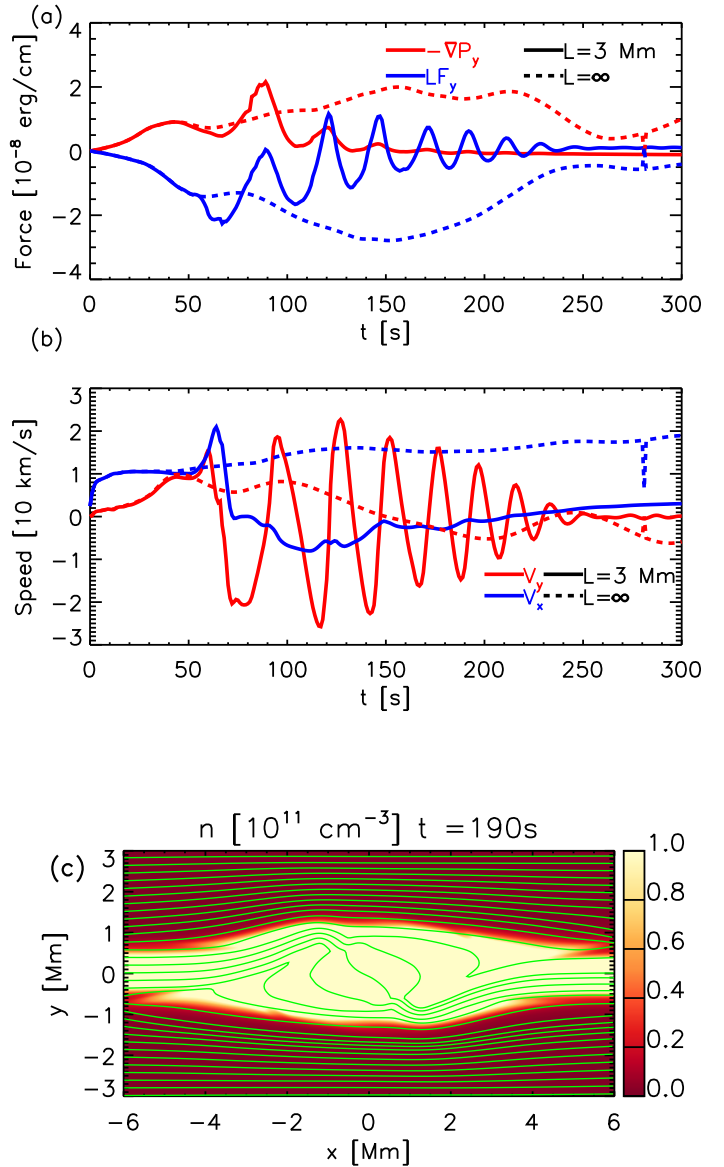 (a)
4
2
0
−2
−4
Force [10⁻⁸ erg/cm]
−∇P_y L=3 Mm
LF_y L=∞
0 50 100 150 200 250 300
t [s]
(b)
3
2
1
0
−1
−2
−3
Speed [10 km/s]
V_y L=3 Mm
V_x L=∞
0 50 100 150 200 250 300
t [s]
n [10¹¹ cm⁻³] t =190s
(c)
3
2
1
0
−1
−2
−3
y [Mm]
1.0
0.8
0.6
0.4
0.2
0.0
−6 −4 −2 0 2 4 6
x [Mm]